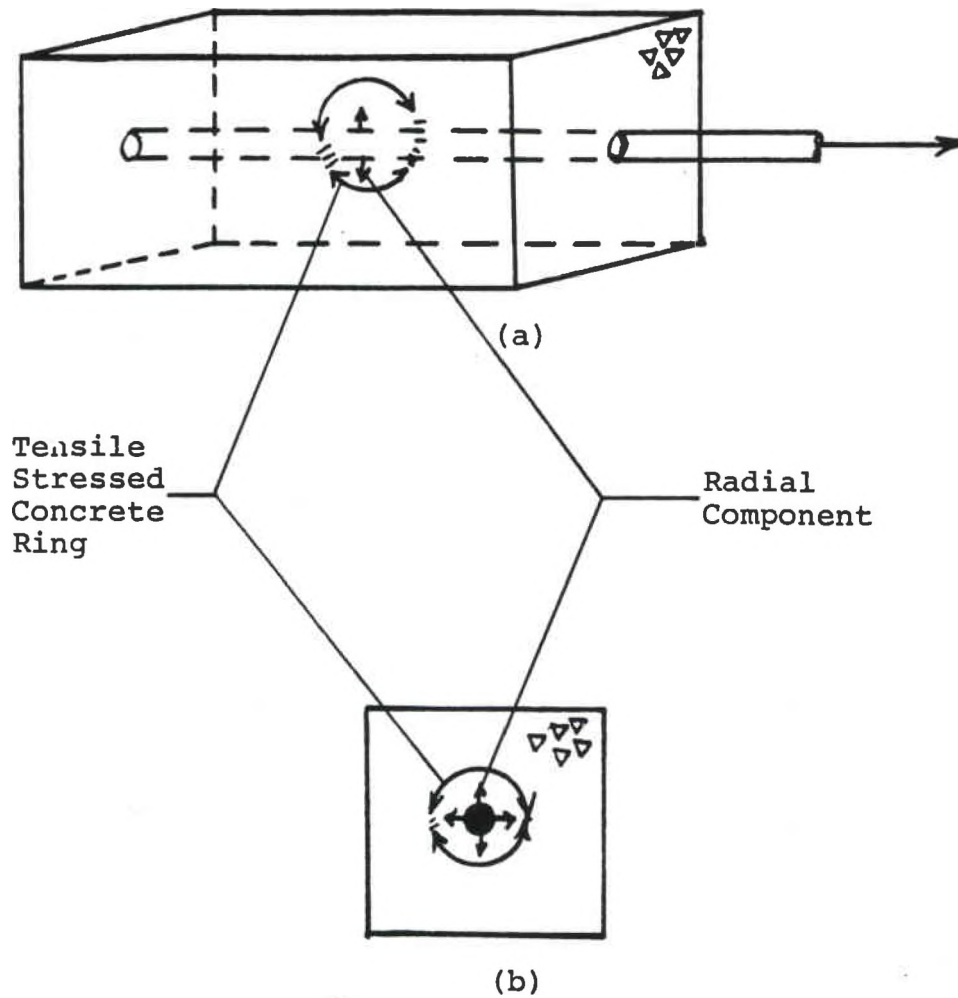 (a)
Tensile
Stressed
Concrete
Ring
Radial
Component
(b)